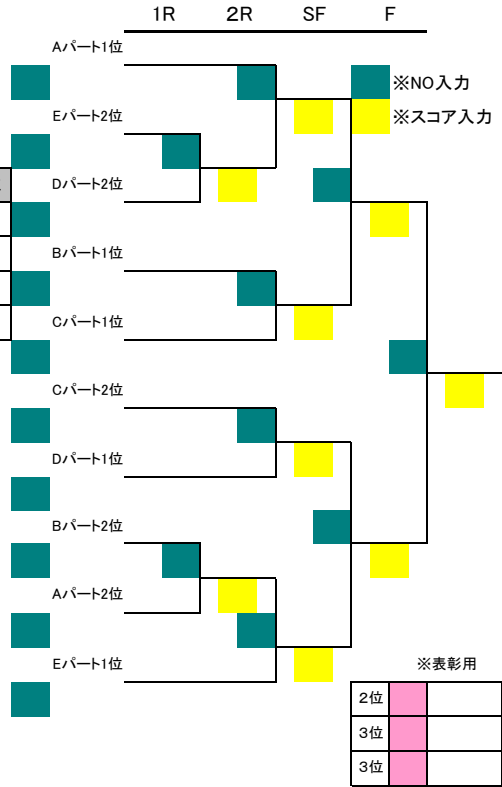 1R 2R SF F
Aパート1位
※NO入力
Eパート2位
※スコア入力
Dパート2位
Bパート1位
Cパート1位
Cパート2位
Dパート1位
Bパート2位
Aパート2位
Eパート1位
※表彰用
2位
3位
3位